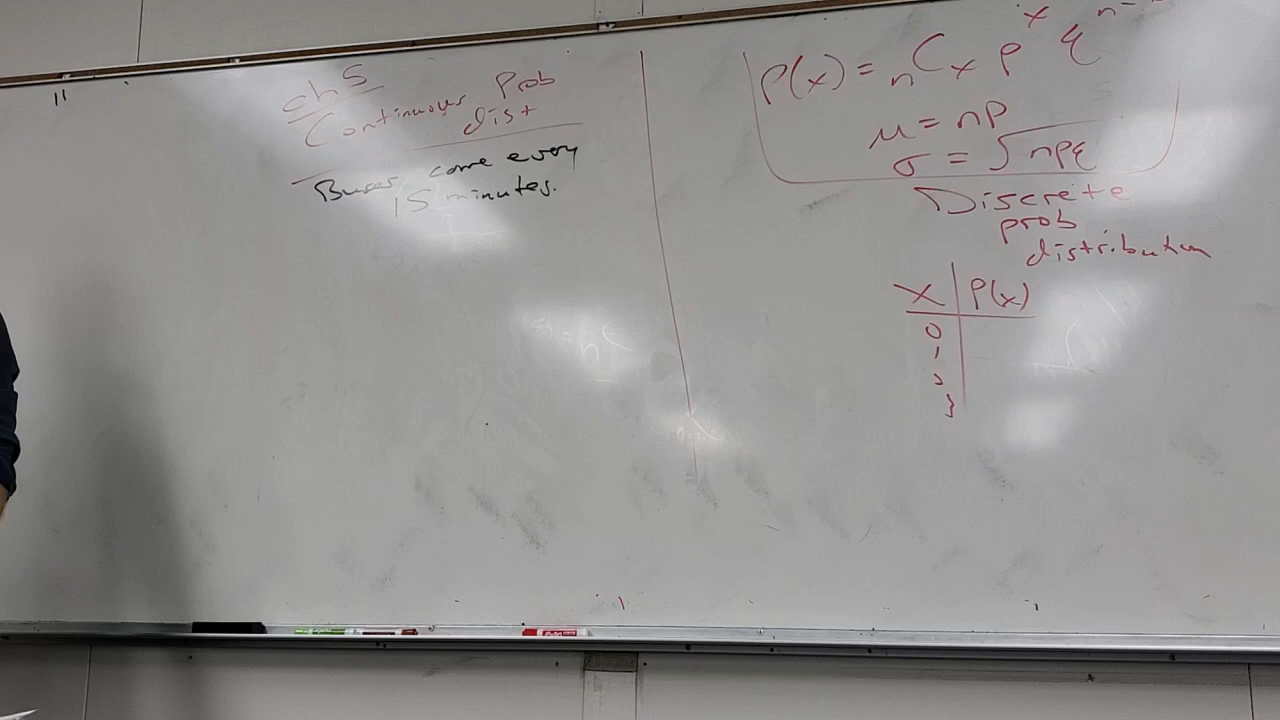 ch 5
Continuous Prob
dist
Buses come every
15 minutes.
P(x) = nCx p^x q^n-
μ = np
σ = √npq
Discrete
prob
distribution
x | P(x)
0
1
2
3